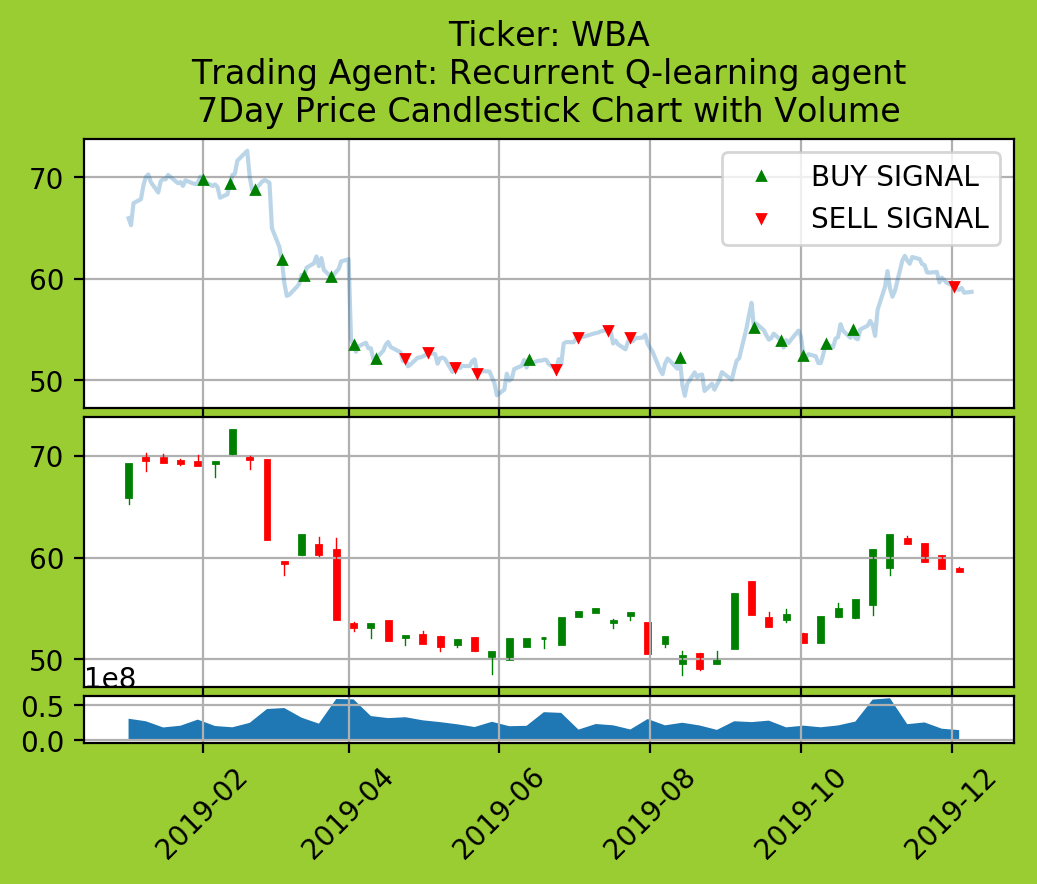 Ticker: WBA
Trading Agent: Recurrent Q-learning agent
7Day Price Candlestick Chart with Volume
70
60
50
BUY SIGNAL
SELL SIGNAL
70
60
50
1e8
0.5
0.0
2019-02
2019-04
2019-06
2019-08
2019-10
2019-12